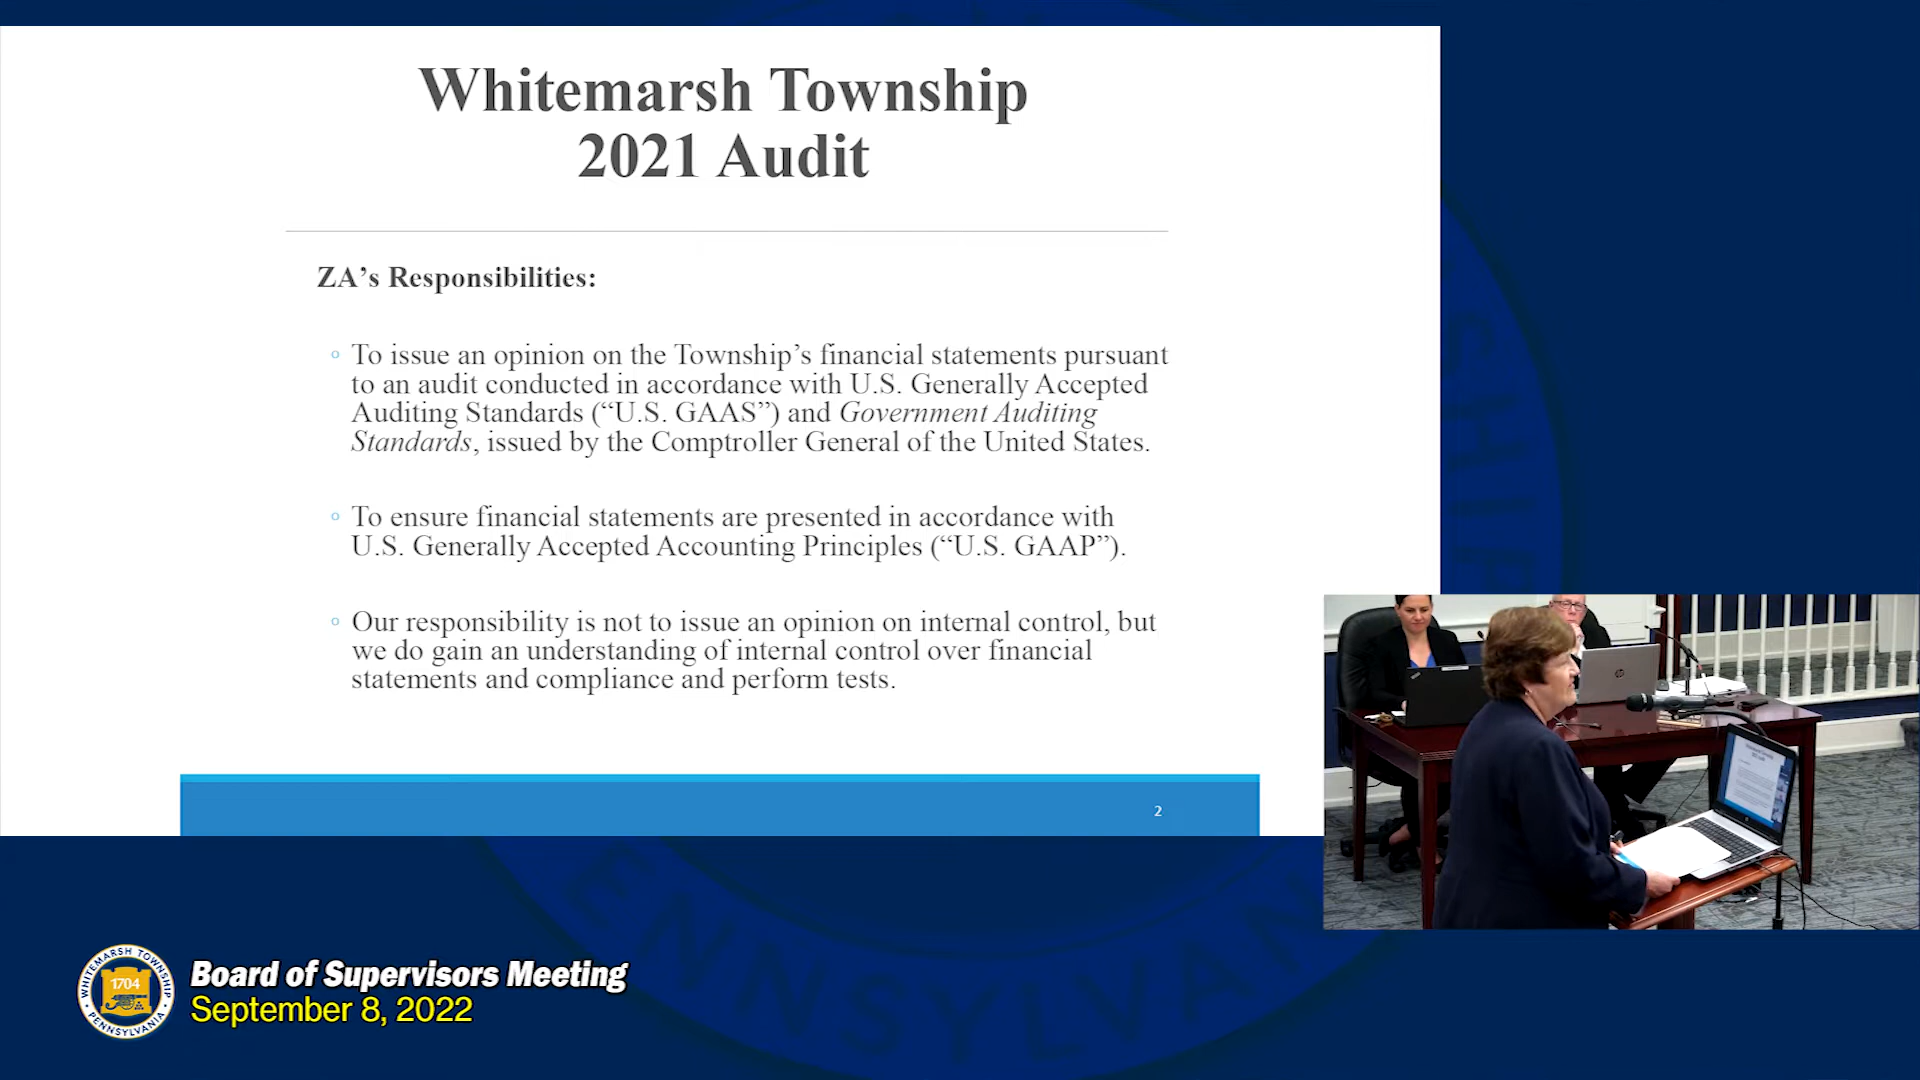 Whitemarsh Township
2021 Audit
ZA’s Responsibilities:
To issue an opinion on the Township’s financial statements pursuant
to an audit conducted in accordance with U.S. Generally Accepted
Auditing Standards (“U.S. GAAS”) and Government Auditing
Standards, issued by the Comptroller General of the United States.
To ensure financial statements are presented in accordance with
U.S. Generally Accepted Accounting Principles (“U.S. GAAP”).
Our responsibility is not to issue an opinion on internal control, but
we do gain an understanding of internal control over financial
statements and compliance and perform tests.
2
WHITEMARSH TOWNSHIP
1704
PENNSYLVANIA
Board of Supervisors Meeting
September 8, 2022